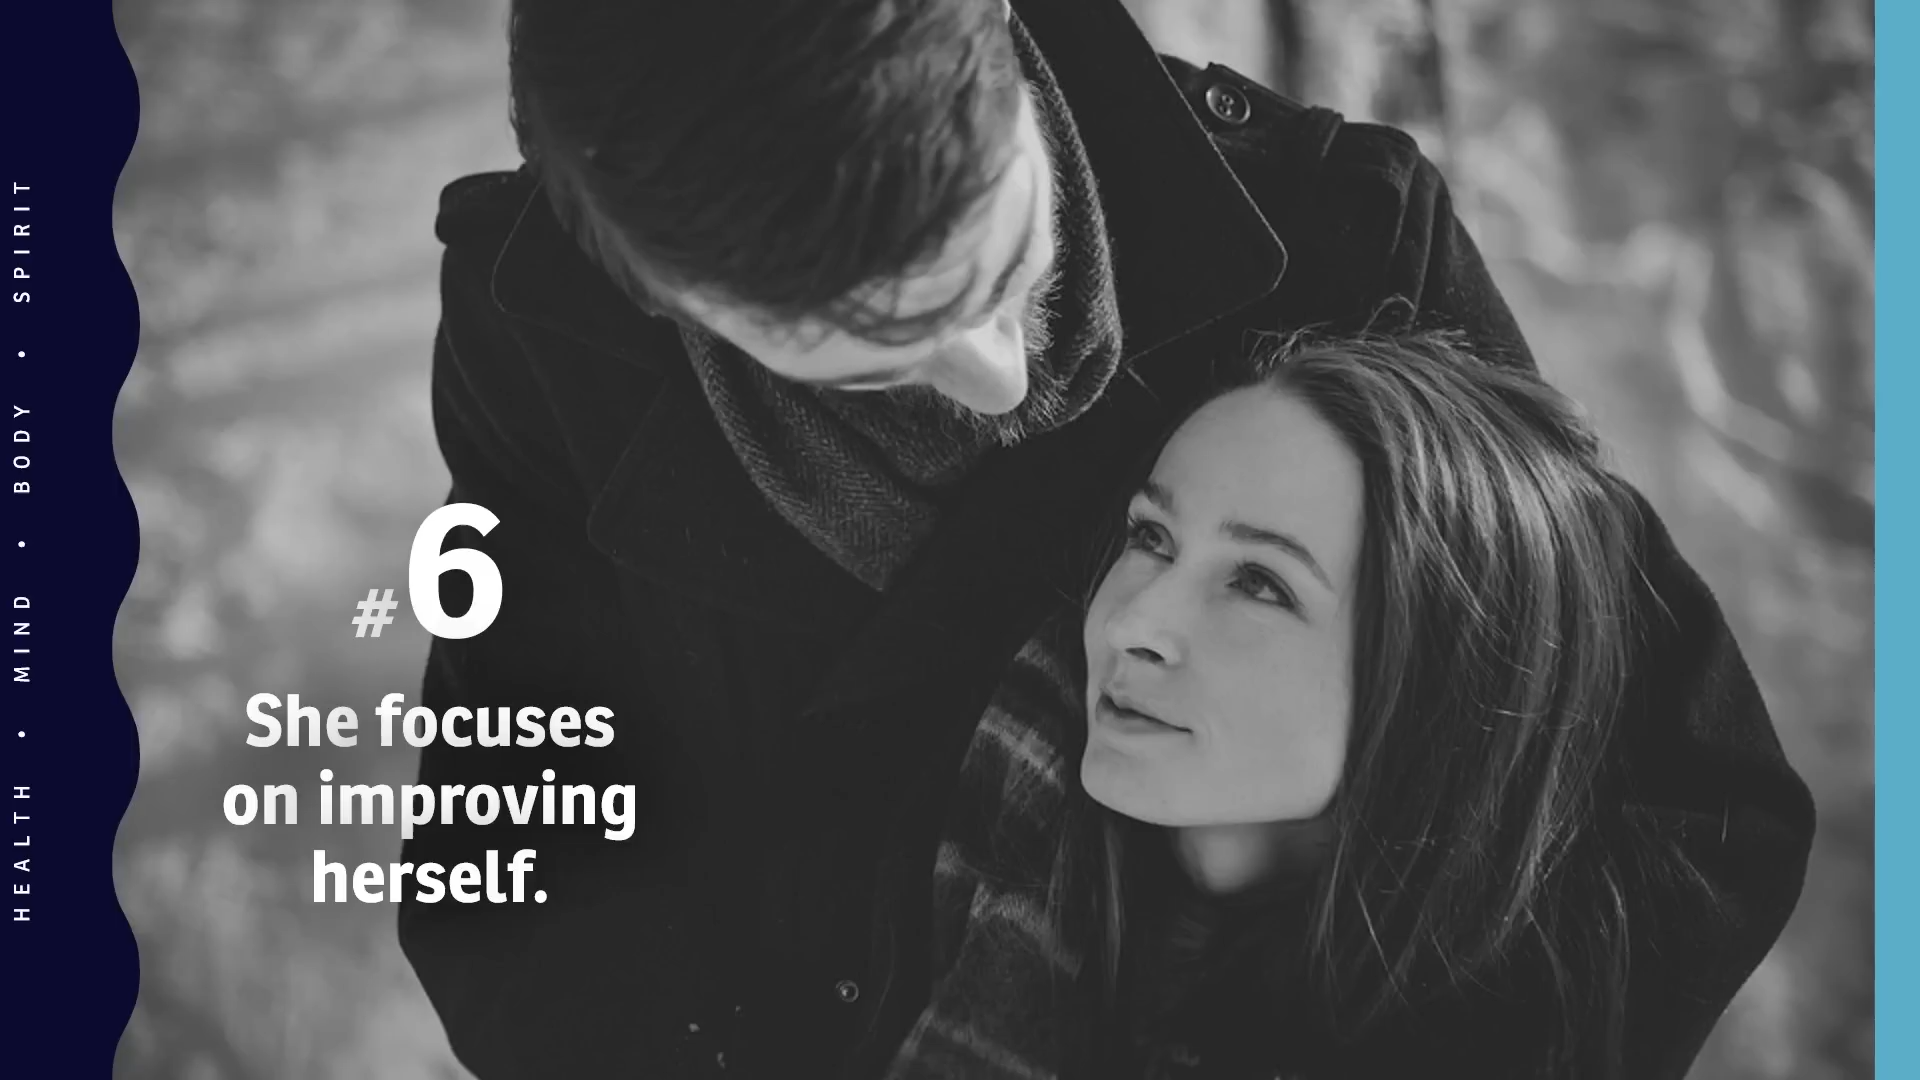 HEALTH • MIND • BODY • SPIRIT
#6
She focuses
on improving
herself.